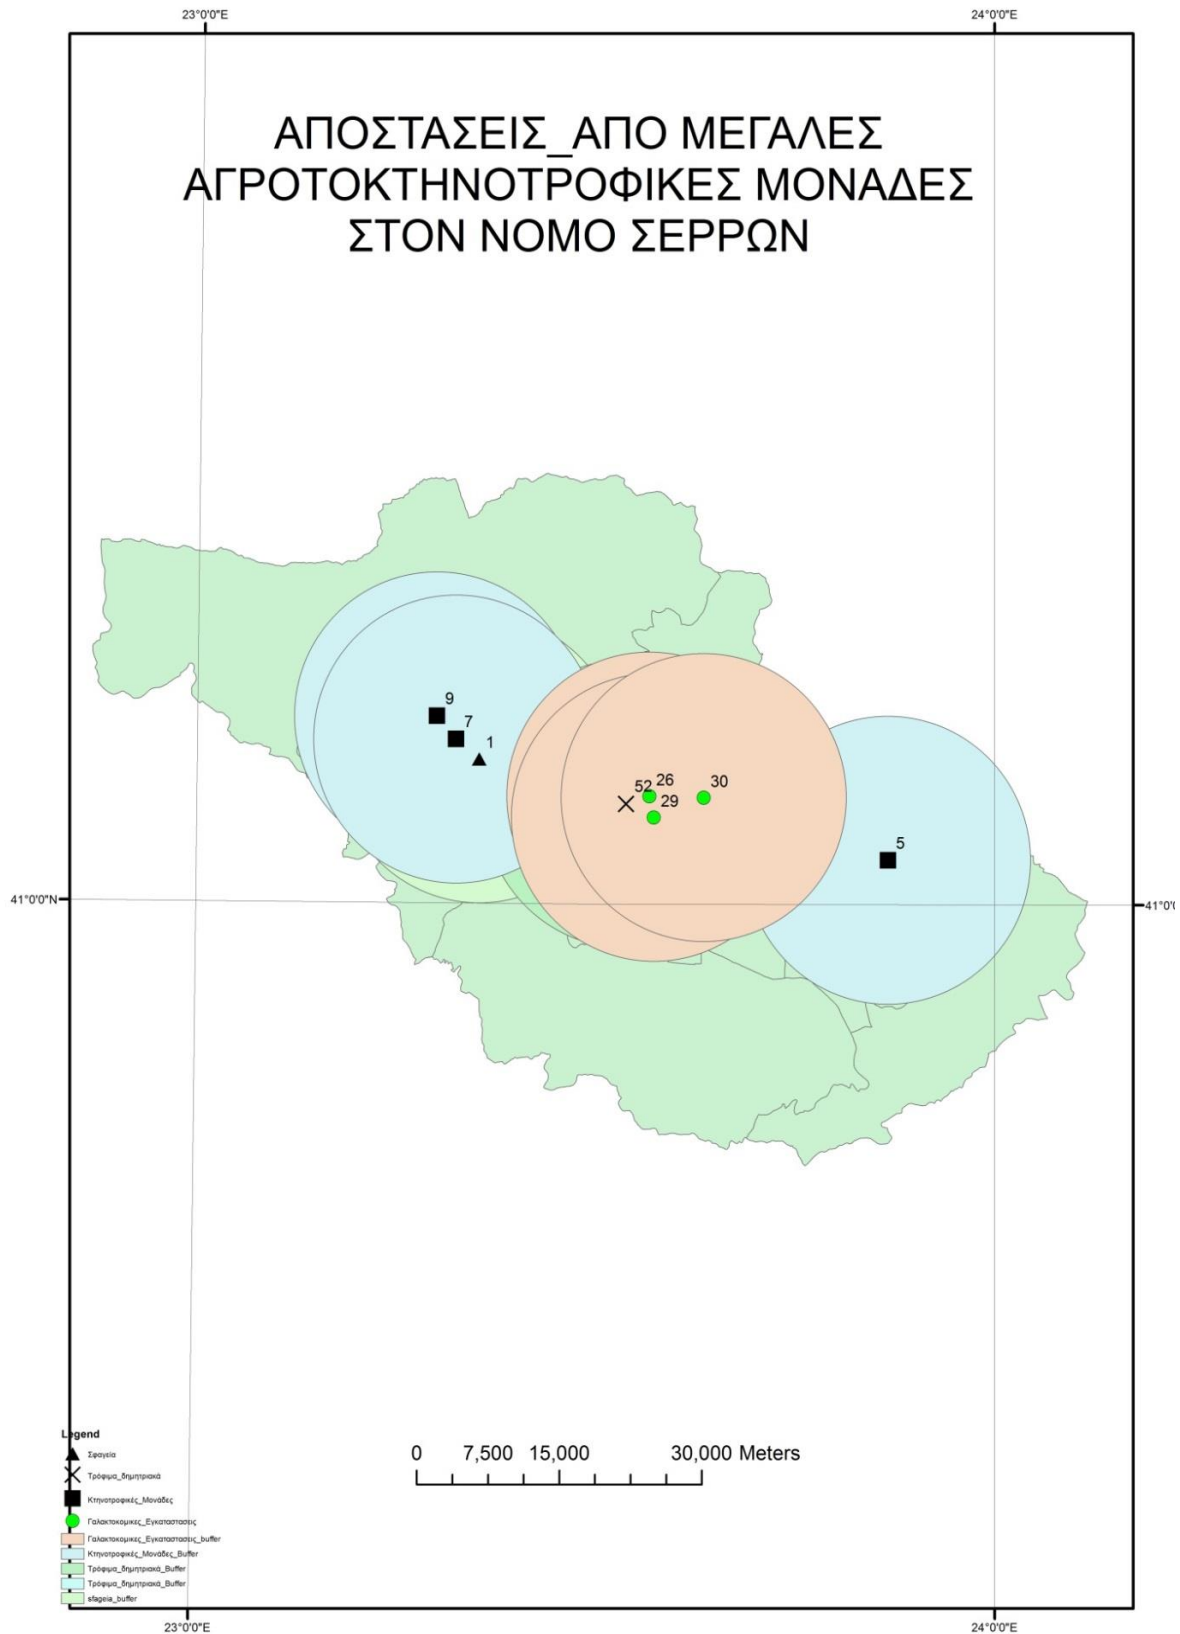 23°0'0"E 24°0'0"E
ΑΠΟΣΤΑΣΕΙΣ_ΑΠΟ ΜΕΓΑΛΕΣ
ΑΓΡΟΤΟΚΤΗΝΟΤΡΟΦΙΚΕΣ ΜΟΝΑΔΕΣ
ΣΤΟΝ ΝΟΜΟ ΣΕΡΡΩΝ
9
7
1
52 26 30
29
5
41°0'0"N 41°0'
Legend
Σφαγεία
Τρόφιμα_δημητριακά
Κτηνοτροφικές_Μονάδες
Γαλακτοκομικες_Εγκαταστασεις
Γαλακτοκομικες_Εγκαταστασεις_buffer
Κτηνοτροφικές_Μονάδες_Buffer
Τρόφιμα_δημητριακά_Buffer
Τρόφιμα_δημητριακά_Buffer
sfageia_buffer
0 7,500 15,000 30,000 Meters
23°0'0"E 24°0'0"E